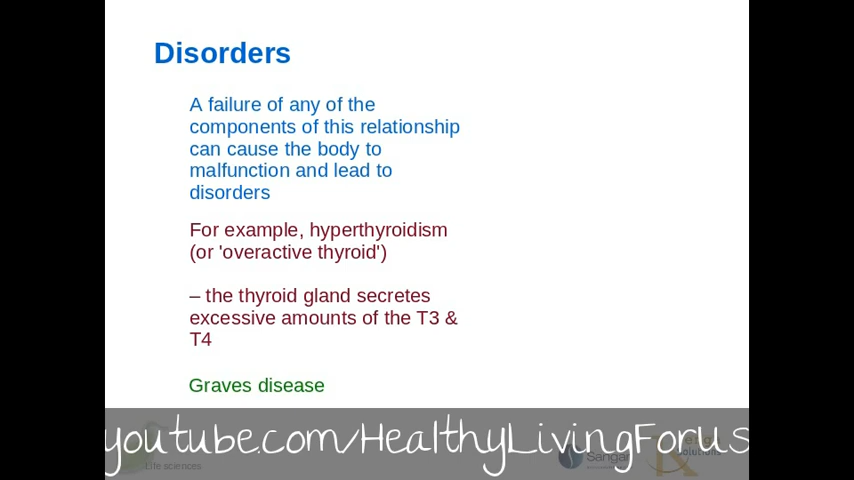 Disorders
A failure of any of the
components of this relationship
can cause the body to
malfunction and lead to
disorders
For example, hyperthyroidism
(or 'overactive thyroid')
– the thyroid gland secretes
excessive amounts of the T3 &
T4
Graves disease
youtube.com/HealthyLivingForus
Life sciences